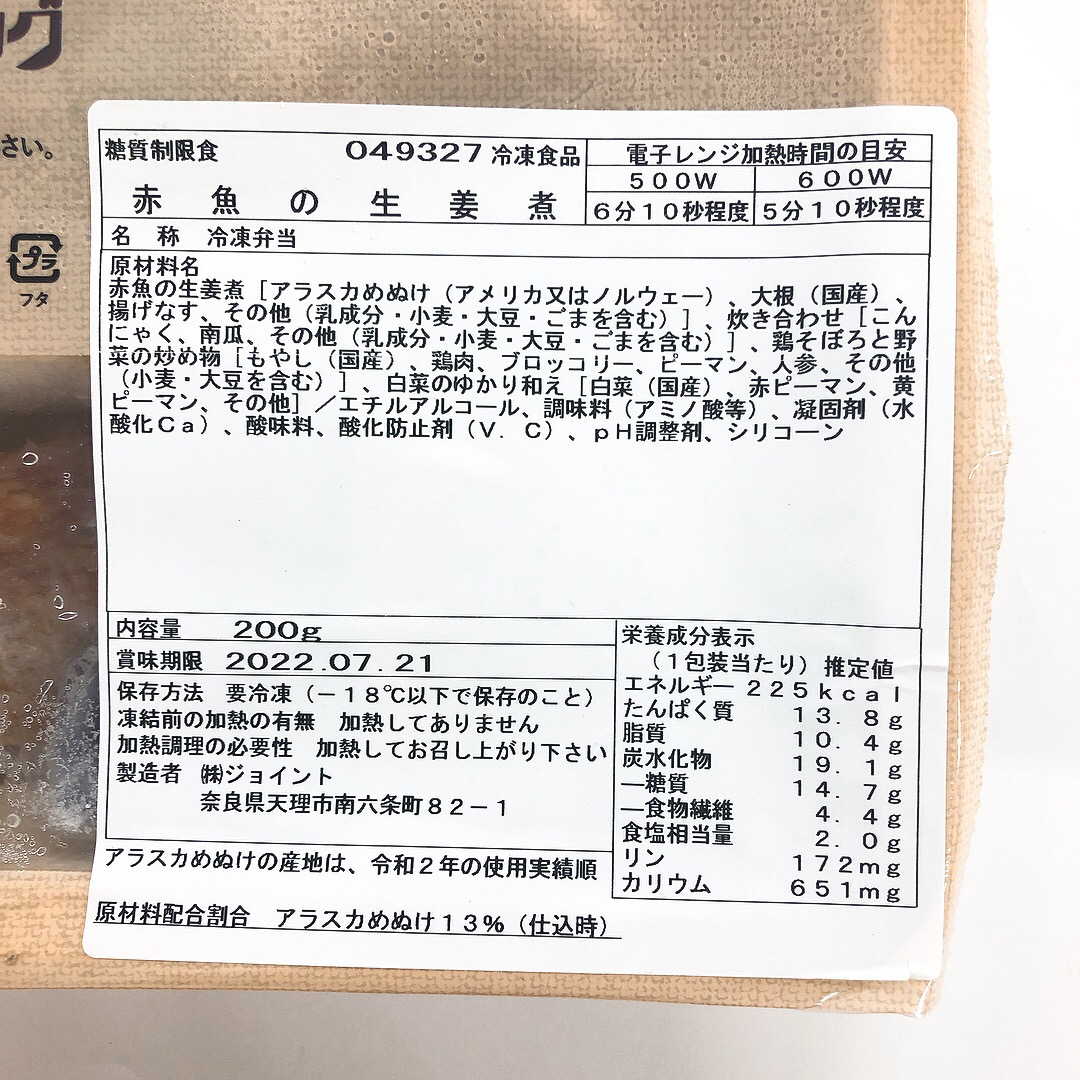 グ
さい。
プラ
フタ
糖質制限食 049327 冷凍食品
赤魚の生姜煮
電子レンジ加熱時間の目安
500W 600W
6分10秒程度 5分10秒程度
名 称 冷凍弁当
原材料名
赤魚の生姜煮［アラスカめぬけ（アメリカ又はノルウェー）、大根（国産）、
揚げなす、その他（乳成分・小麦・大豆・ごまを含む）］、炊き合わせ［こん
にゃく、南瓜、その他（乳成分・小麦・大豆・ごまを含む）］、鶏そぼろと野
菜の炒め物［もやし（国産）、鶏肉、ブロッコリー、ピーマン、人参、その他
（小麦・大豆を含む）］、白菜のゆかり和え［白菜（国産）、赤ピーマン、黄
ピーマン、その他］／エチルアルコール、調味料（アミノ酸等）、凝固剤（水
酸化Ca）、酸味料、酸化防止剤（V．C）、pH調整剤、シリコーン
内容量 200g
賞味期限 2022.07.21
保存方法 要冷凍（－18℃以下で保存のこと）
凍結前の加熱の有無 加熱してありません
加熱調理の必要性 加熱してお召し上がり下さい
製造者 ㈱ジョイント
奈良県天理市南六条町82－1
栄養成分表示
（1包装当たり）推定値
エネルギー 225kcal
たんぱく質 13.8g
脂質 10.4g
炭水化物 19.1g
―糖質 14.7g
―食物繊維 4.4g
食塩相当量 2.0g
リン 172mg
カリウム 651mg
アラスカめぬけの産地は、令和2年の使用実績順
原材料配合割合 アラスカめぬけ13%（仕込時）